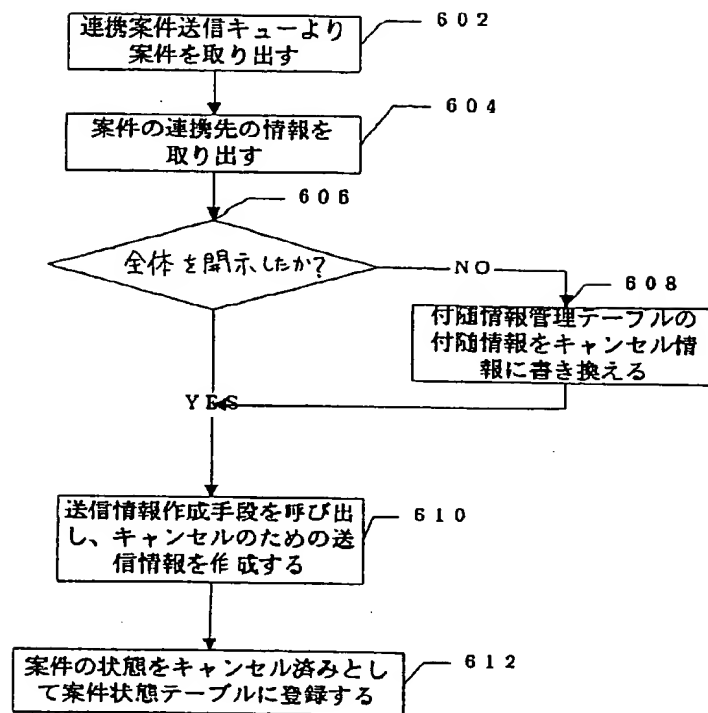 連携案件送信キューより
案件を取り出す
602
案件の連携先の情報を
取り出す
604
606
全体を開示したか?
NO
608
付随情報管理テーブルの
付随情報をキャンセル情
報に書き換える
YES
送信情報作成手段を呼び出
し、キャンセルのための送
信情報を作成する
610
案件の状態をキャンセル済みとし
て案件状態テーブルに登録する
612